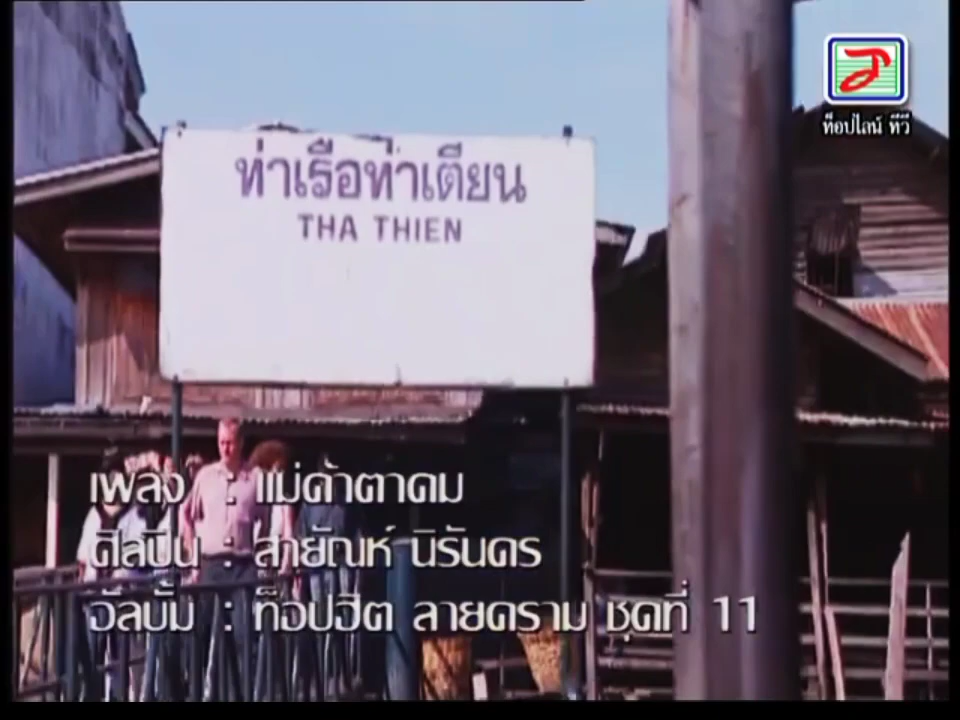 ท็อปไลน์ ทีวี
ท่าเรือท่าเตียน
THA THIEN
เพลง : แม่ค้าตาคม
ศิลปิน : สายัณห์ นิรันดร
อัลบั้ม : ท็อปฮิต ลายคราม ชุดที่ 11